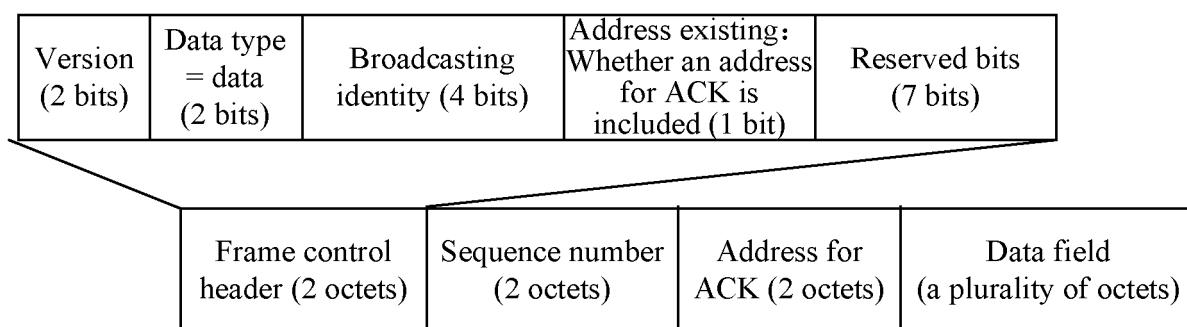 Version
(2 bits)
Data type
= data
(2 bits)
Broadcasting
identity (4 bits)
Address existing：
Whether an address
for ACK is
included (1 bit)
Reserved bits
(7 bits)
Frame control
header (2 octets)
Sequence number
(2 octets)
Address for
ACK (2 octets)
Data field
(a plurality of octets)